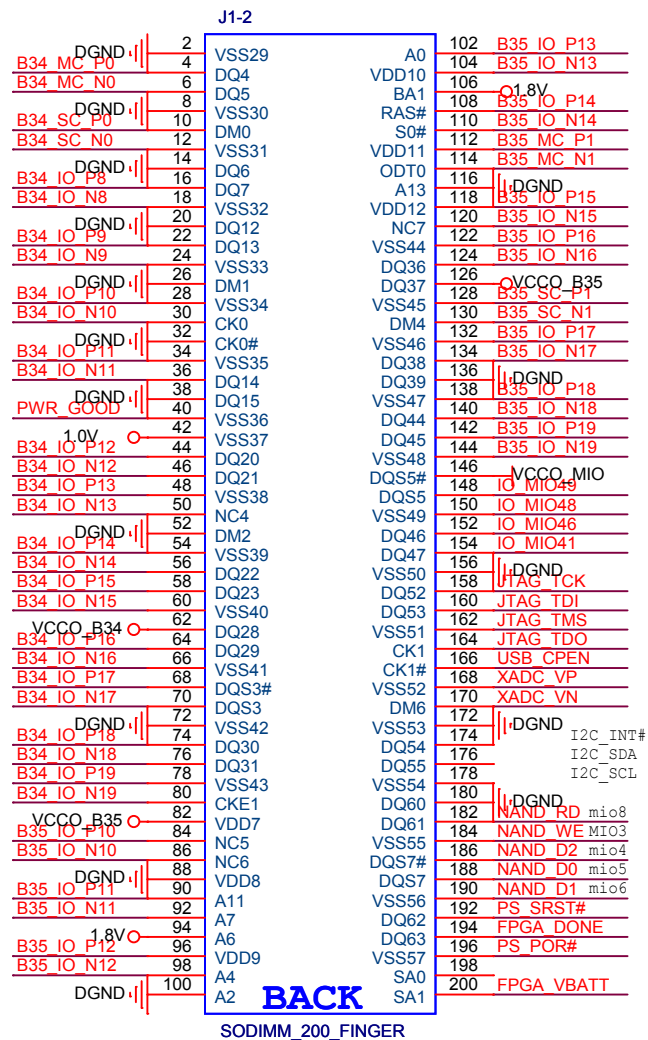 J1-2
DGND 2 VSS29 A0 102 B35_IO_P13
B34_MC_P0 4 DQ4 VDD10 104 B35_IO_N13
B34_MC_N0 6 DQ5 BA1 106 1.8V
DGND 8 VSS30 RAS# 108 B35_IO_P14
B34_SC_P0 10 DM0 S0# 110 B35_IO_N14
B34_SC_N0 12 VSS31 VDD11 112 B35_MC_P1
DGND 14 DQ6 ODT0 114 B35_MC_N1
B34_IO_P8 16 DQ7 A13 116 DGND
B34_IO_N8 18 VSS32 VDD12 118 B35_IO_P15
DGND 20 DQ12 NC7 120 B35_IO_N15
B34_IO_P9 22 DQ13 VSS44 122 B35_IO_P16
B34_IO_N9 24 VSS33 DQ36 124 B35_IO_N16
DGND 26 DM1 DQ37 126 VCCO_B35
B34_IO_P10 28 VSS34 VSS45 128 B35_SC_P1
B34_IO_N10 30 CK0 DM4 130 B35_SC_N1
DGND 32 CK0# VSS46 132 B35_IO_P17
B34_IO_P11 34 VSS35 DQ38 134 B35_IO_N17
B34_IO_N11 36 DQ14 DQ39 136 DGND
DGND 38 DQ15 VSS47 138 B35_IO_P18
PWR_GOOD 40 VSS36 DQ44 140 B35_IO_N18
1.0V 42 VSS37 DQ45 142 B35_IO_P19
B34_IO_P12 44 DQ20 VSS48 144 B35_IO_N19
B34_IO_N12 46 DQ21 DQS5# 146 VCCO_MIO
B34_IO_P13 48 VSS38 DQS5 148 IO_MIO49
B34_IO_N13 50 NC4 VSS49 150 IO_MIO48
DGND 52 DM2 DQ46 152 IO_MIO46
B34_IO_P14 54 VSS39 DQ47 154 IO_MIO41
B34_IO_N14 56 DQ22 VSS50 156 DGND
B34_IO_P15 58 DQ23 DQ52 158 JTAG_TCK
B34_IO_N15 60 VSS40 DQ53 160 JTAG_TDI
VCCO_B34 62 DQ28 VSS51 162 JTAG_TMS
B34_IO_P16 64 DQ29 CK1 164 JTAG_TDO
B34_IO_N16 66 VSS41 CK1# 166 USB_CPEN
B34_IO_P17 68 DQS3# VSS52 168 XADC_VP
B34_IO_N17 70 DQS3 DM6 170 XADC_VN
DGND 72 VSS42 VSS53 172 DGND
B34_IO_P18 74 DQ30 DQ54 174 I2C_INT#
B34_IO_N18 76 DQ31 DQ55 176 I2C_SDA
B34_IO_P19 78 VSS43 VSS54 178 I2C_SCL
B34_IO_N19 80 CKE1 DQ60 180 DGND
VCCO_B35 82 VDD7 DQ61 182 NAND_RD mio8
B35_IO_P10 84 NC5 VSS55 184 NAND_WE MIO3
B35_IO_N10 86 NC6 DQS7# 186 NAND_D2 mio4
DGND 88 VDD8 DQS7 188 NAND_D0 mio5
B35_IO_P11 90 A11 VSS56 190 NAND_D1 mio6
B35_IO_N11 92 A7 DQ62 192 PS_SRST#
1.8V 94 A6 DQ63 194 FPGA_DONE
B35_IO_P12 96 VDD9 VSS57 196 PS_POR#
B35_IO_N12 98 A4 SA0 198
DGND 100 A2 SA1 200 FPGA_VBATT
BACK
SODIMM_200_FINGER